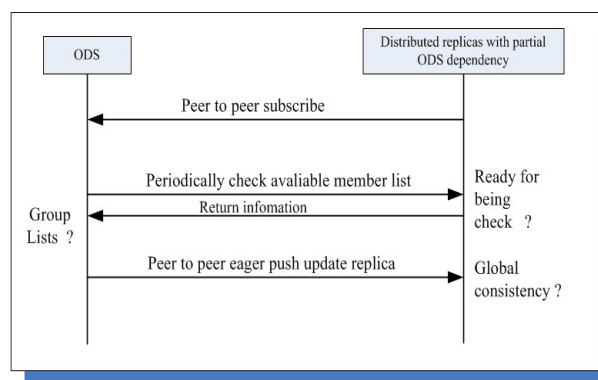 ODS
Distributed replicas with partial
ODS dependency
Peer to peer subscribe
Periodically check avaliable member list
Return infomation
Ready for
being
check ?
Group
Lists ?
Peer to peer eager push update replica
Global
consistency ?